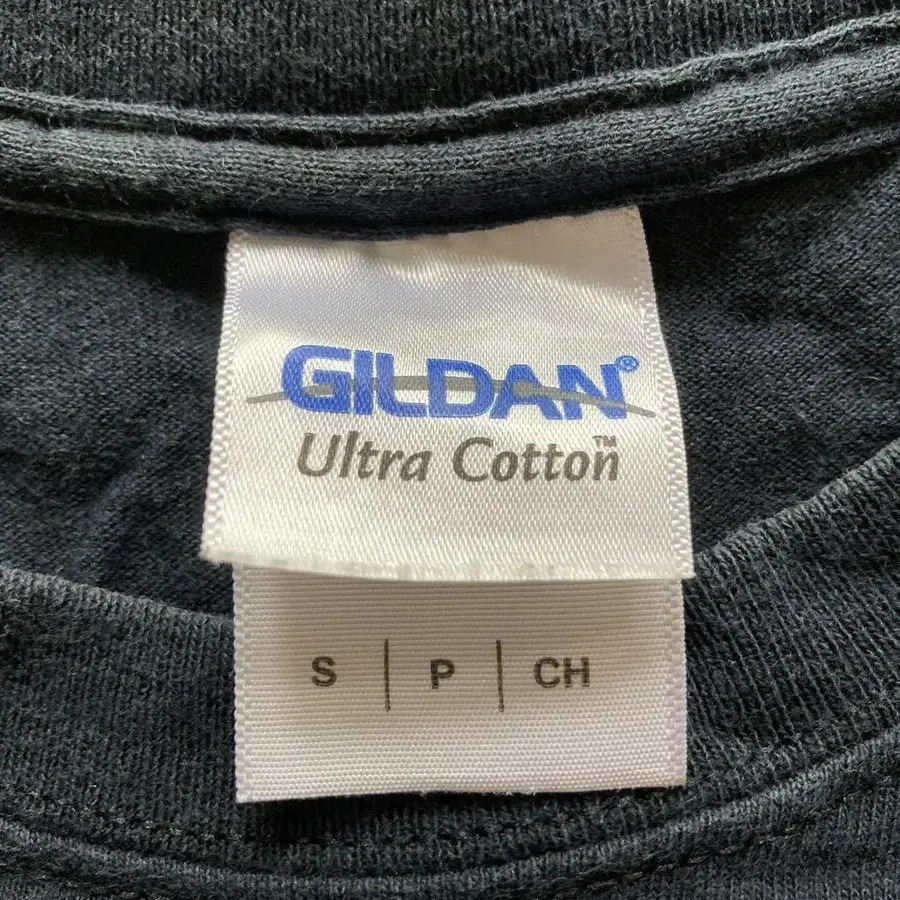 GILDAN®
Ultra Cotton™
S | P | CH